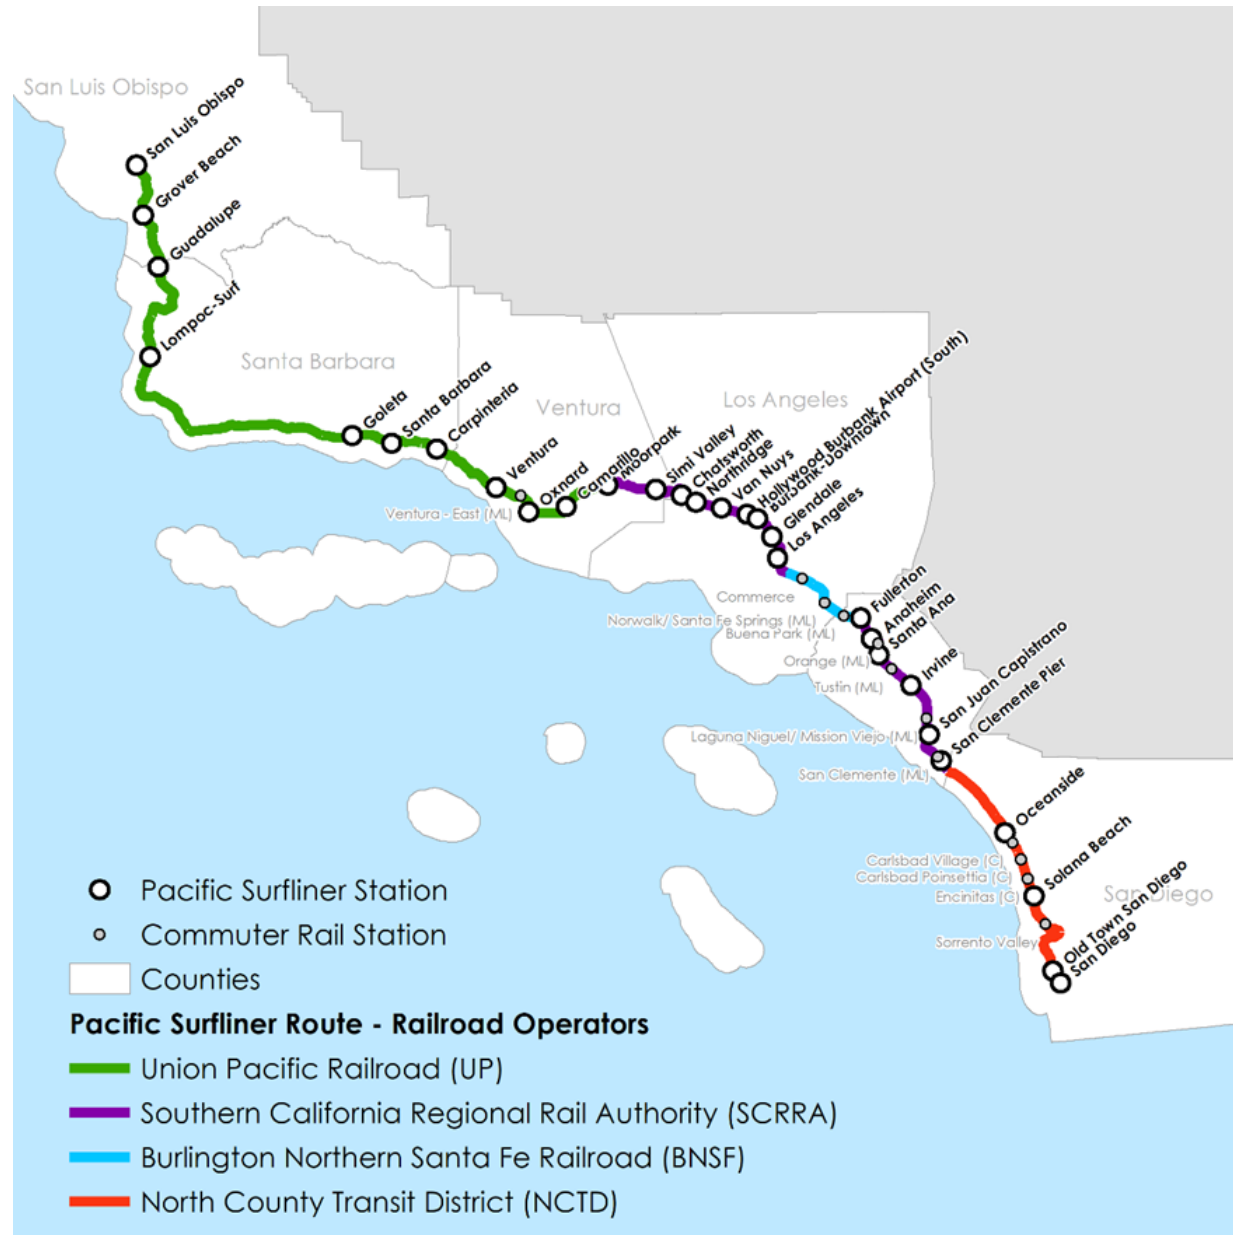 San Luis Obispo
San Luis Obispo
Grover Beach
Guadalupe
Lompoc-Surf
Santa Barbara
Goleta
Santa Barbara
Carpinteria
Ventura
Ventura
Ventura - East (ML)
Oxnard
Camarillo
Moorpark
Los Angeles
Simi Valley
Chatsworth
Northridge
Van Nuys
Hollywood Burbank Airport (South)
Burbank-Downtown
Glendale
Los Angeles
Commerce
Norwalk/ Santa Fe Springs (ML)
Buena Park (ML)
Fullerton
Anaheim
Orange (ML)
Santa Ana
Tustin (ML)
Irvine
Laguna Niguel/ Mission Viejo (ML)
San Juan Capistrano
San Clemente (ML)
San Clemente Pier
Oceanside
Carlsbad Village (C)
Carlsbad Poinsettia (C)
Encinitas (C)
Solana Beach
San Diego
Sorrento Valley
Old Town San Diego
San Diego
Pacific Surfliner Station
Commuter Rail Station
Counties
Pacific Surfliner Route - Railroad Operators
Union Pacific Railroad (UP)
Southern California Regional Rail Authority (SCRRA)
Burlington Northern Santa Fe Railroad (BNSF)
North County Transit District (NCTD)